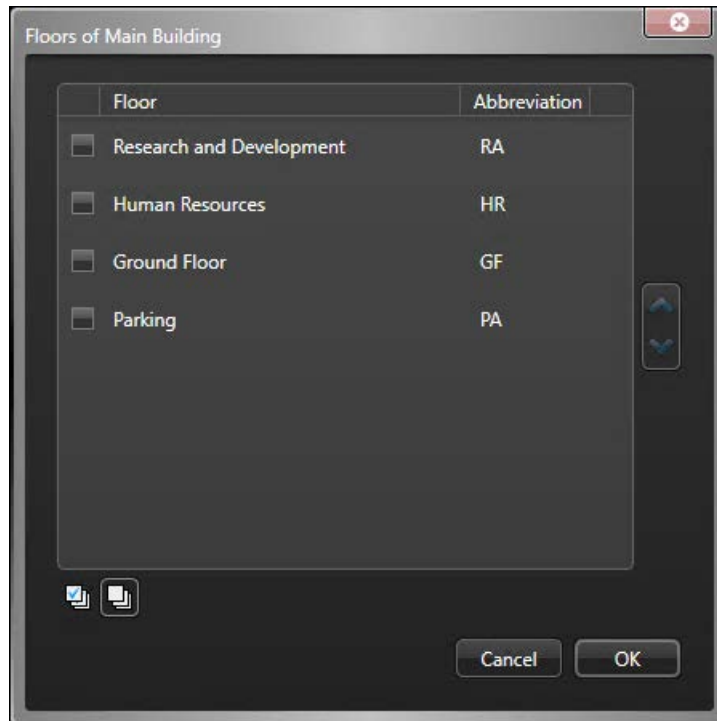 Floors of Main Building
Floor Abbreviation
Research and Development RA
Human Resources HR
Ground Floor GF
Parking PA
Cancel OK